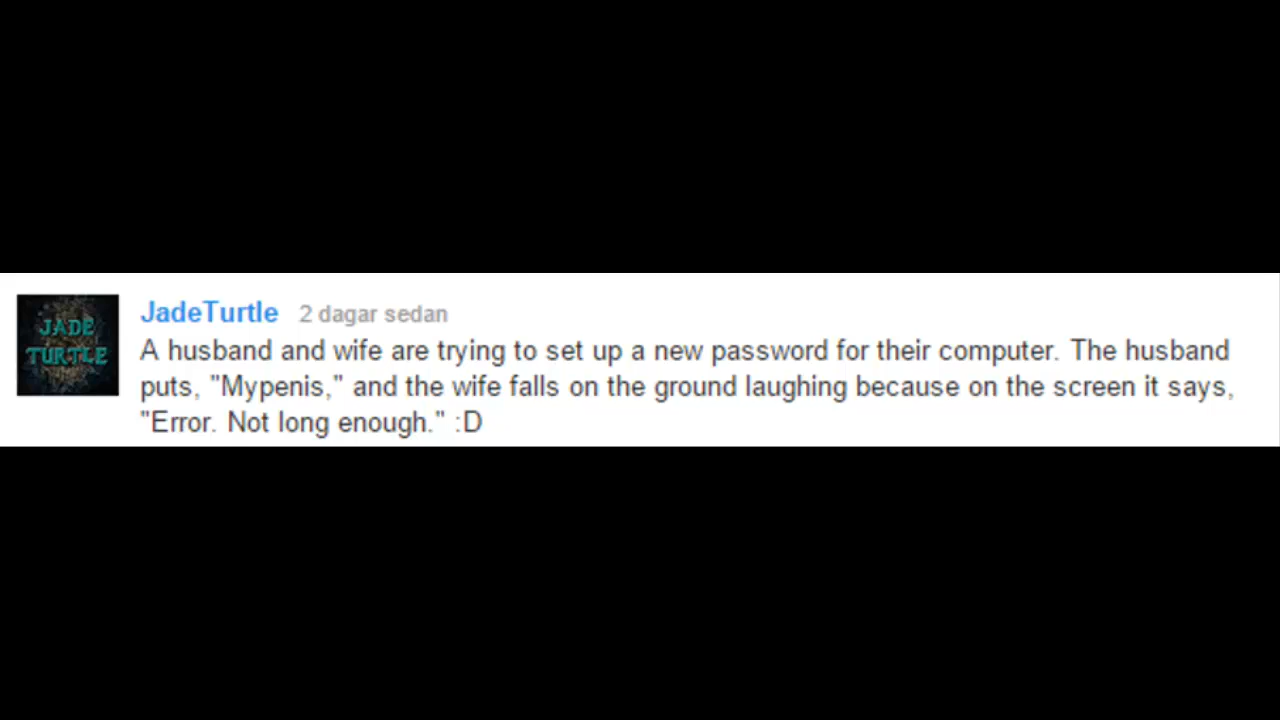 JADE
TURTLE
JadeTurtle 2 dagar sedan
A husband and wife are trying to set up a new password for their computer. The husband
puts, "Mypenis," and the wife falls on the ground laughing because on the screen it says,
"Error. Not long enough." :D